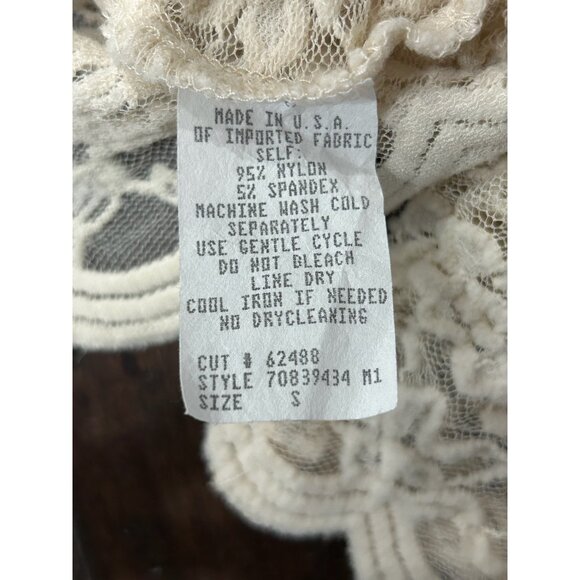 MADE IN U.S.A.
OF IMPORTED FABRIC
SELF:
95% NYLON
5% SPANDEX
MACHINE WASH COLD
SEPARATELY
USE GENTLE CYCLE
DO NOT BLEACH
LINE DRY
COOL IRON IF NEEDED
NO DRYCLEANING
CUT # 62488
STYLE 70839434 M1
SIZE S